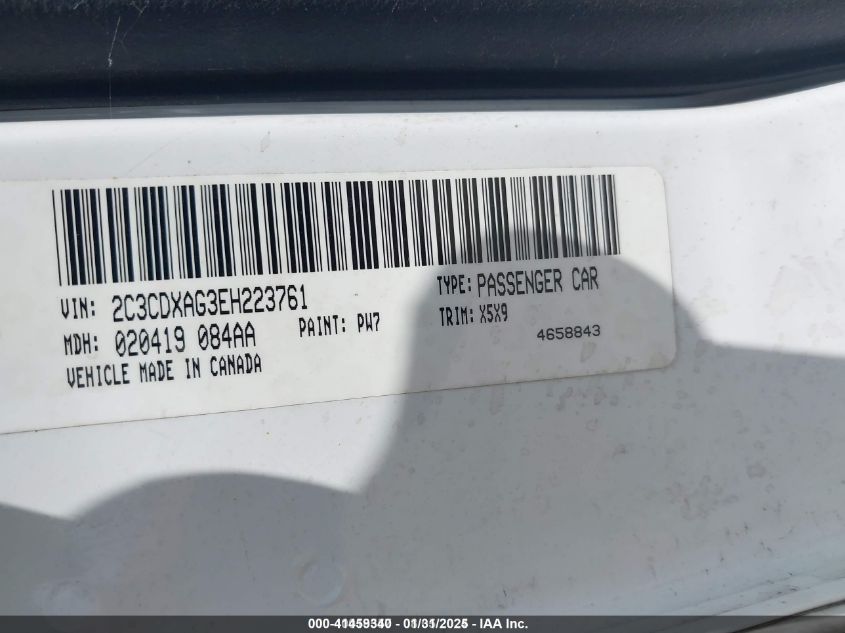 VIN: 2C3CDXAG3EH223761
TYPE: PASSENGER CAR
MDH: 020419 084AA
PAINT: PW7
TRIM: X5X9
VEHICLE MADE IN CANADA
4658843
000-41459340 - 01/31/2025 - IAA Inc.